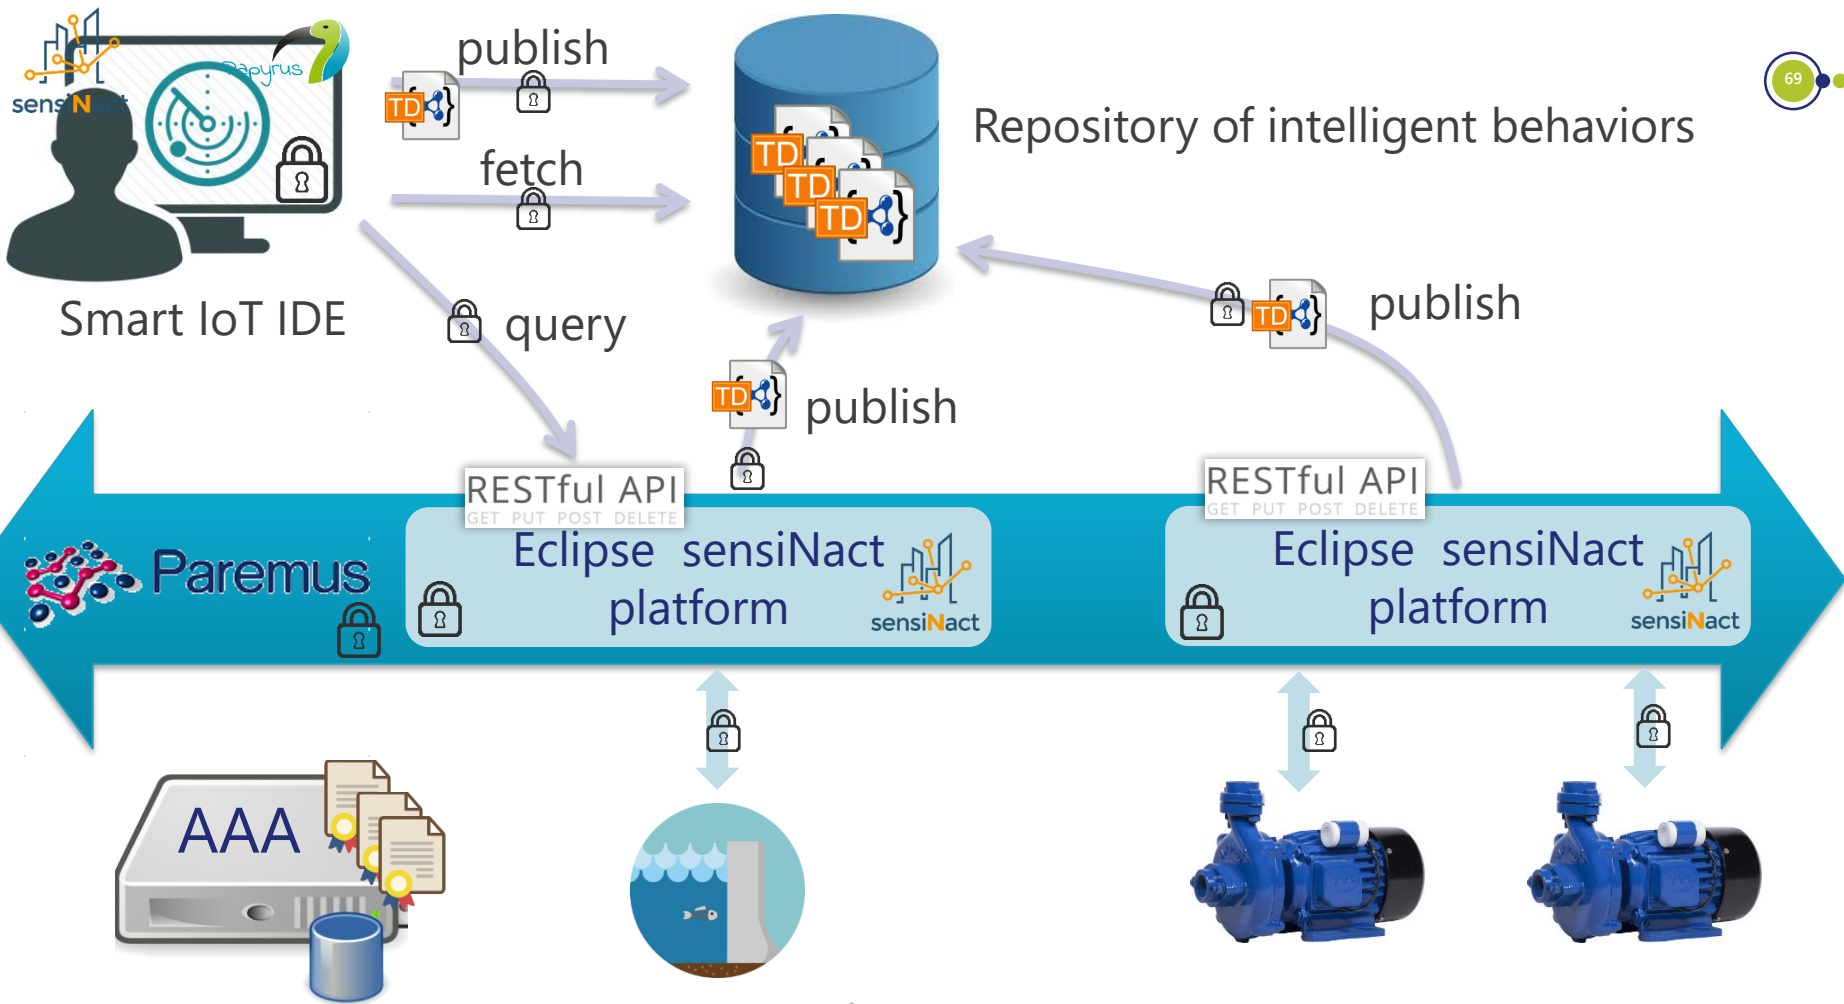 sensiNact
Papyrus
publish
TD
fetch
Smart IoT IDE
query
TD
TD
TD
Repository of intelligent behaviors
69
TD
publish
TD
publish
RESTful API
GET PUT POST DELETE
Eclipse sensiNact
platform
sensiNact
RESTful API
GET PUT POST DELETE
Eclipse sensiNact
platform
sensiNact
Paremus
AAA